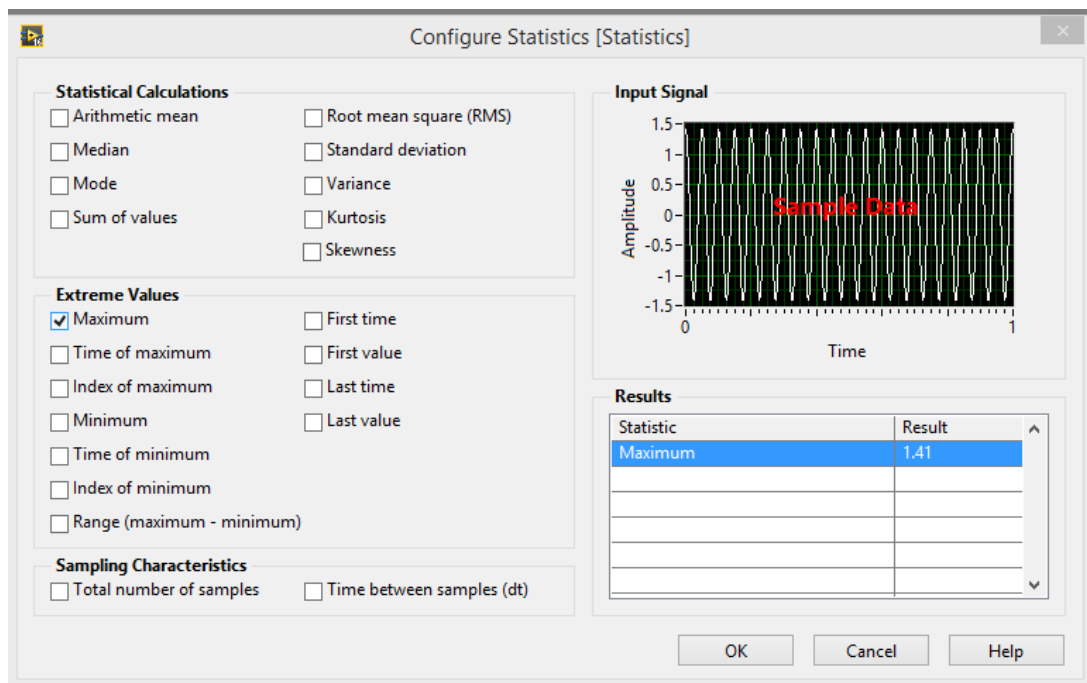 Configure Statistics [Statistics]
Statistical Calculations
Arithmetic mean
Root mean square (RMS)
Median
Standard deviation
Mode
Variance
Sum of values
Kurtosis
Skewness
Extreme Values
Maximum
First time
Time of maximum
First value
Index of maximum
Last time
Minimum
Last value
Time of minimum
Index of minimum
Range (maximum - minimum)
Sampling Characteristics
Total number of samples
Time between samples (dt)
Input Signal
1.5
1
0.5
0
-0.5
-1
-1.5
Amplitude
Sample Data
0 1
Time
Results
Statistic Result
Maximum 1.41
OK Cancel Help